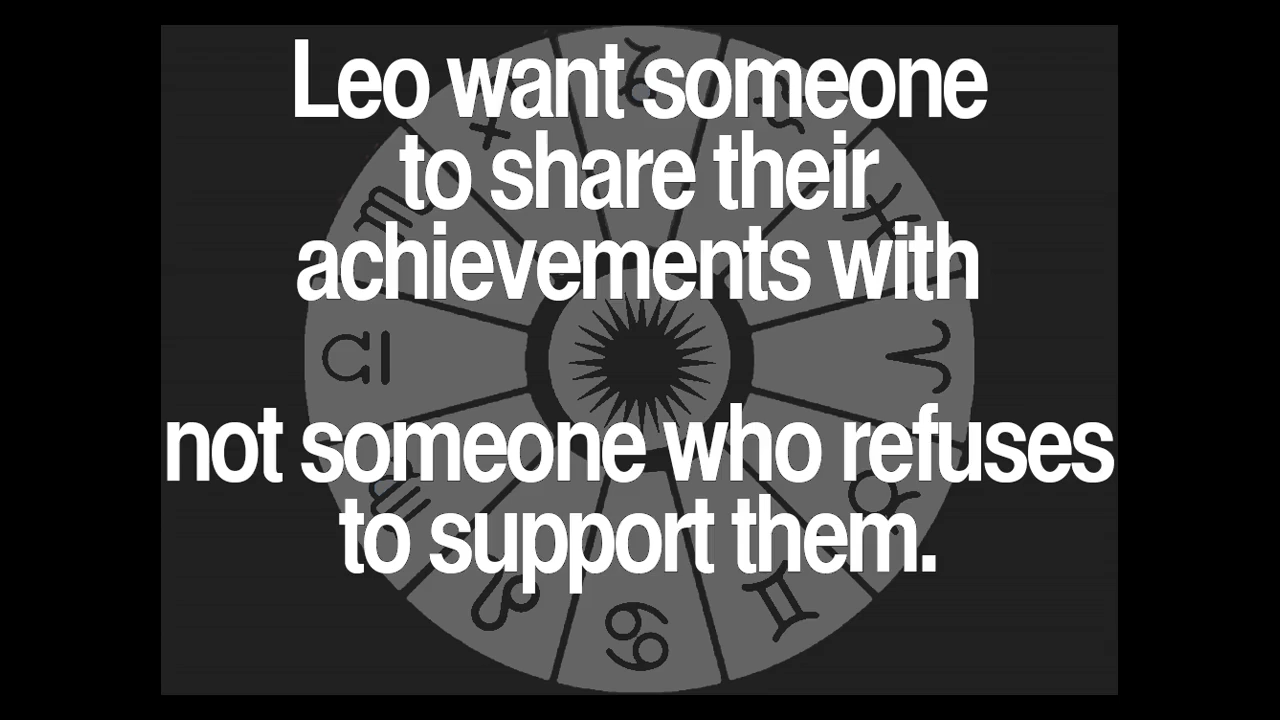 Leo want someone
to share their
achievements with
not someone who refuses
to support them.